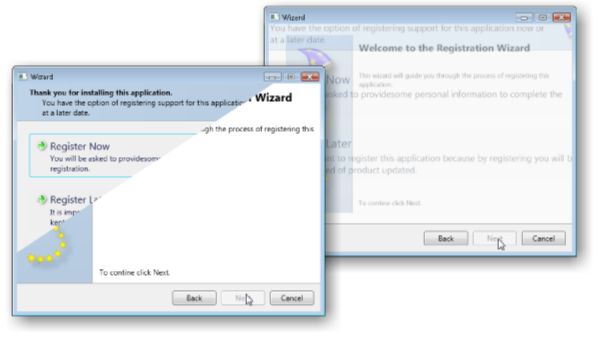 Wizard
You have the option of registering support for this application now or
at a later date.
Welcome to the Registration Wizard
This wizard will guide you through the process of registering this
application.
Now
asked to providesome personal information to complete the
Later
to register this application because by registering you will b
ed of product updated.
To contine click Next.
Back
Next
Cancel
Wizard
Thank you for installing this application.
You have the option of registering support for this applicatio
at a later date.
Wizard
ugh the process of registering this
Register Now
You will be asked to providesome
registration.
Register La
It is impo
kept
To contine click Next.
Back
Ne
Cancel